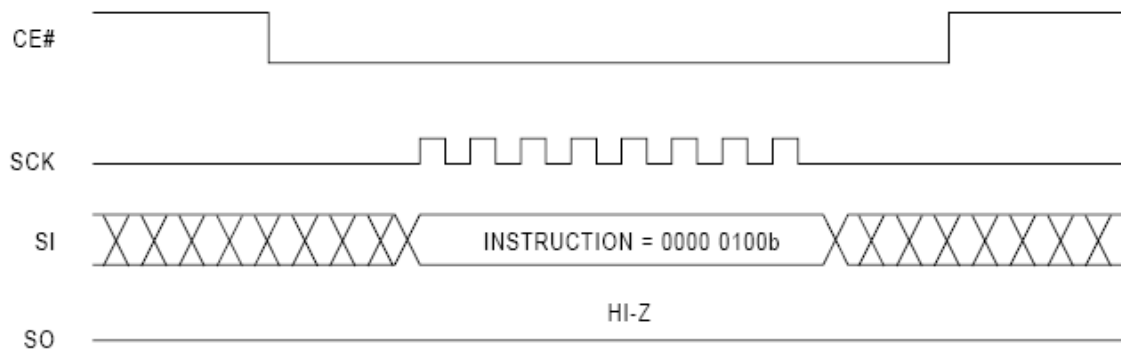 CE#
SCK
SI
INSTRUCTION = 0000 0100b
HI-Z
SO